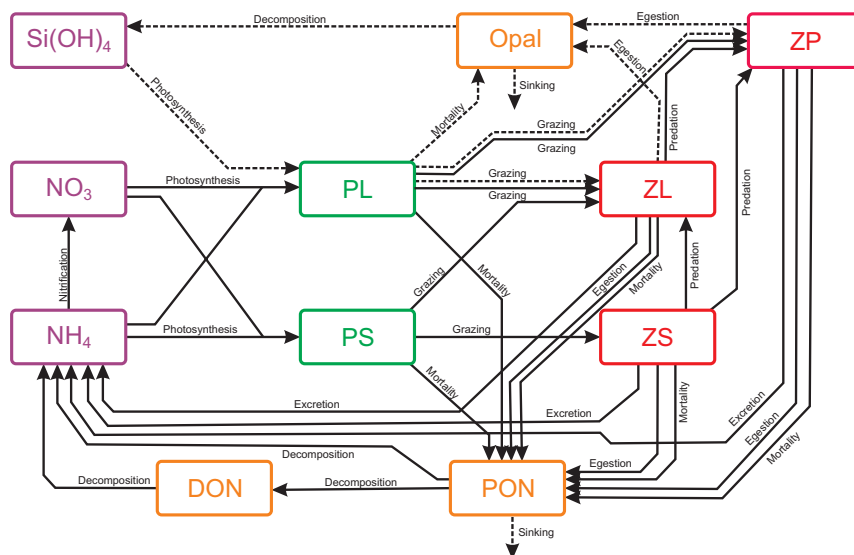 Decomposition
Egestion
Si(OH)4
Opal
ZP
Egestion
Sinking
Photosynthesis
Mortality
Grazing
Grazing
Predation
NO3
Photosynthesis
PL
Grazing
Grazing
ZL
Predation
Nitrification
Grazing
Mortality
Egestion
Mortality
Predation
NH4
Photosynthesis
PS
Grazing
ZS
Mortality
Mortality
Excretion
Excretion
Excretion
Egestion
Mortality
Decomposition
Egestion
Decomposition
DON
Decomposition
PON
Sinking